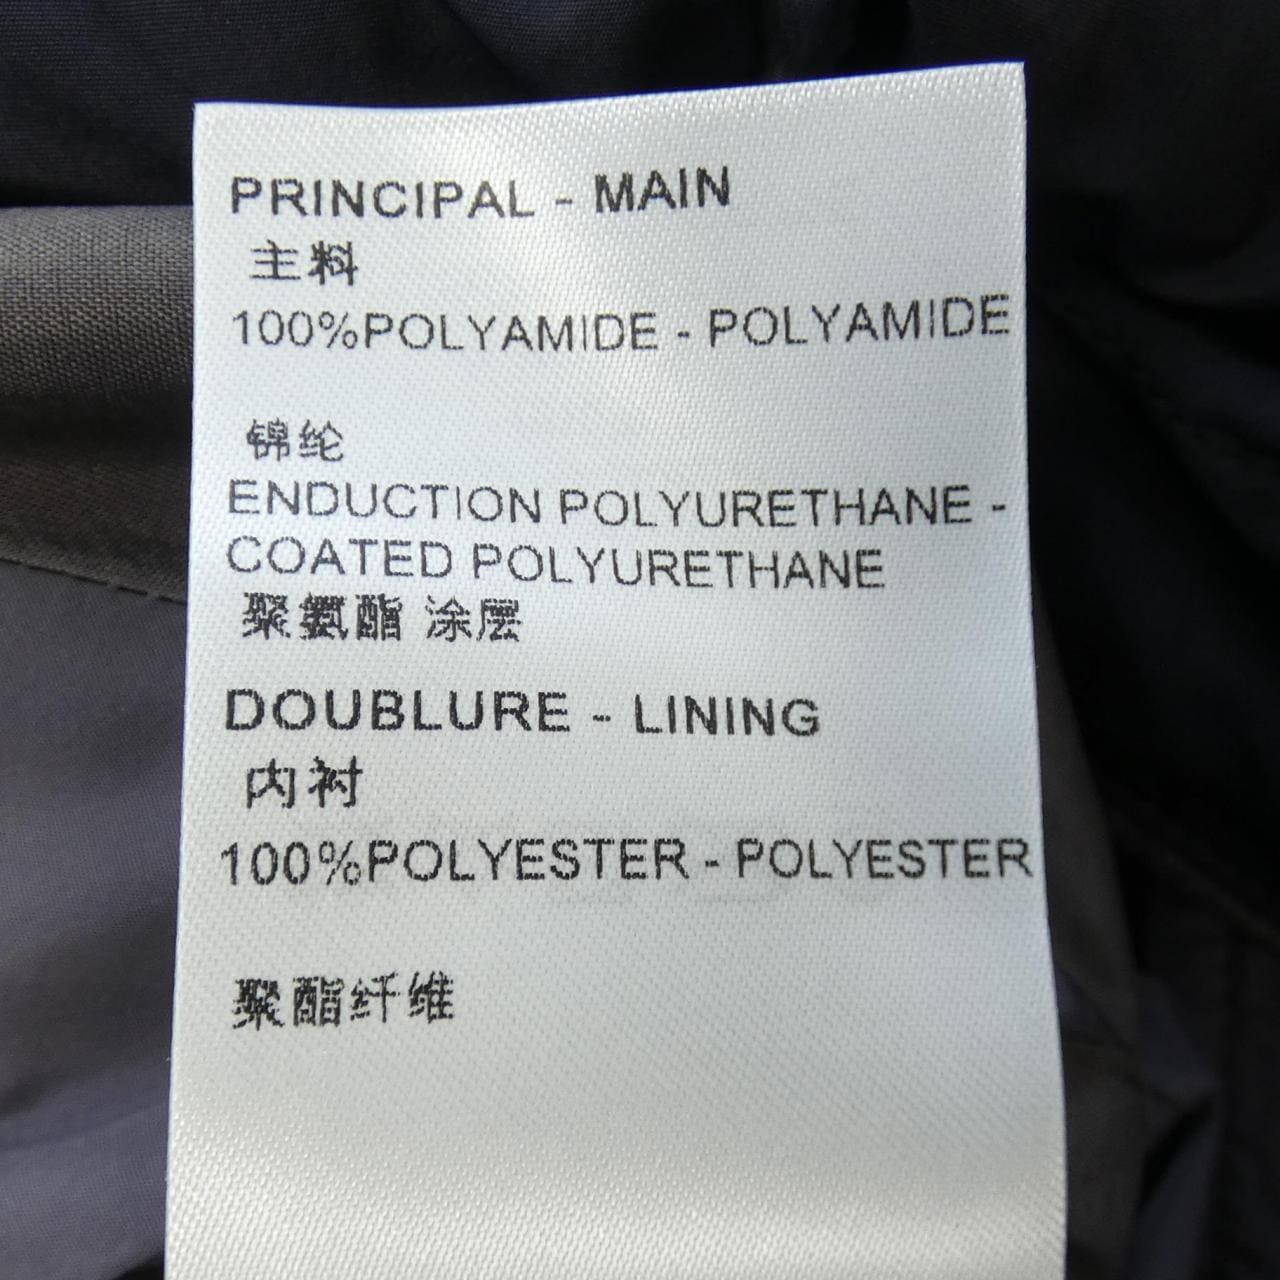 PRINCIPAL - MAIN
主料
100%POLYAMIDE - POLYAMIDE
锦纶
ENDUCTION POLYURETHANE -
COATED POLYURETHANE
聚氨酯 涂层
DOUBLURE - LINING
内衬
100%POLYESTER - POLYESTER
聚酯纤维